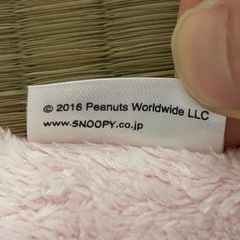 © 2016 Peanuts Worldwide LLC
www.SNOOPY.co.jp